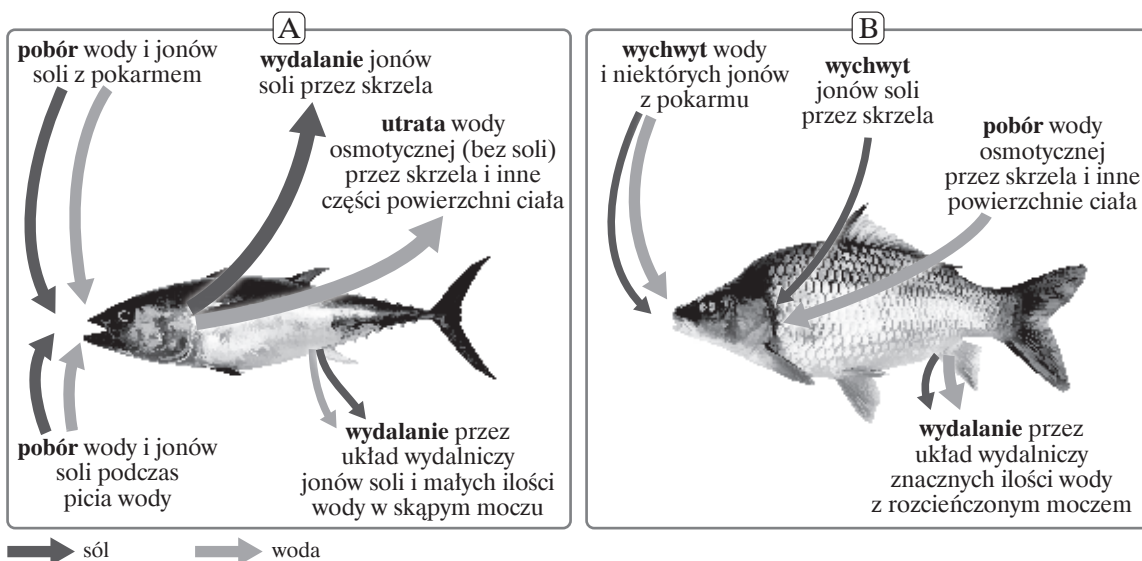 A
pobór wody i jonów
soli z pokarmem
wydalanie jonów
soli przez skrzela
utrata wody
osmotycznej (bez soli)
przez skrzela i inne
części powierzchni ciała
pobór wody i jonów
soli podczas
picia wody
wydalanie przez
układ wydalniczy
jonów soli i małych ilości
wody w skąpym moczu
B
wychwyt wody
i niektórych jonów
z pokarmu
wychwyt
jonów soli
przez skrzela
pobór wody
osmotycznej
przez skrzela i inne
powierzchnie ciała
wydalanie przez
układ wydalniczy
znacznych ilości wody
z rozcieńczonym moczem
sól
woda